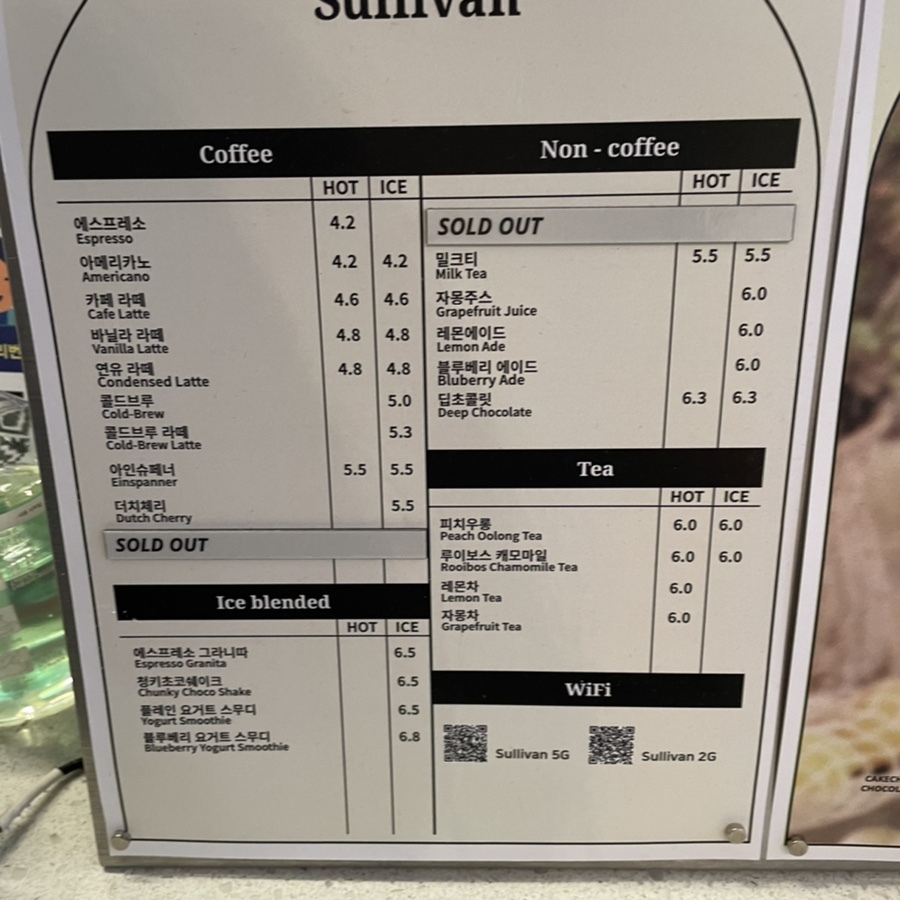 Sullivan
Coffee
HOT ICE
에스프레소 4.2
Espresso
아메리카노 4.2 4.2
Americano
카페 라떼 4.6 4.6
Cafe Latte
바닐라 라떼 4.8 4.8
Vanilla Latte
연유 라떼 4.8 4.8
Condensed Latte
콜드브루 5.0
Cold-Brew
콜드브루 라떼 5.3
Cold-Brew Latte
아인슈페너 5.5 5.5
Einspanner
더치체리 5.5
Dutch Cherry
SOLD OUT
Ice blended
HOT ICE
에스프레소 그라니따 6.5
Espresso Granita
청키초코쉐이크 6.5
Chunky Choco Shake
플레인 요거트 스무디 6.5
Yogurt Smoothie
블루베리 요거트 스무디 6.8
Blueberry Yogurt Smoothie
Non - coffee
HOT ICE
SOLD OUT
밀크티 5.5 5.5
Milk Tea
자몽주스 6.0
Grapefruit Juice
레몬에이드 6.0
Lemon Ade
블루베리 에이드 6.0
Bluberry Ade
딥초콜릿 6.3 6.3
Deep Chocolate
Tea
HOT ICE
피치우롱 6.0 6.0
Peach Oolong Tea
루이보스 캐모마일 6.0 6.0
Rooibos Chamomile Tea
레몬차 6.0
Lemon Tea
자몽차 6.0
Grapefruit Tea
WiFi
Sullivan 5G Sullivan 2G